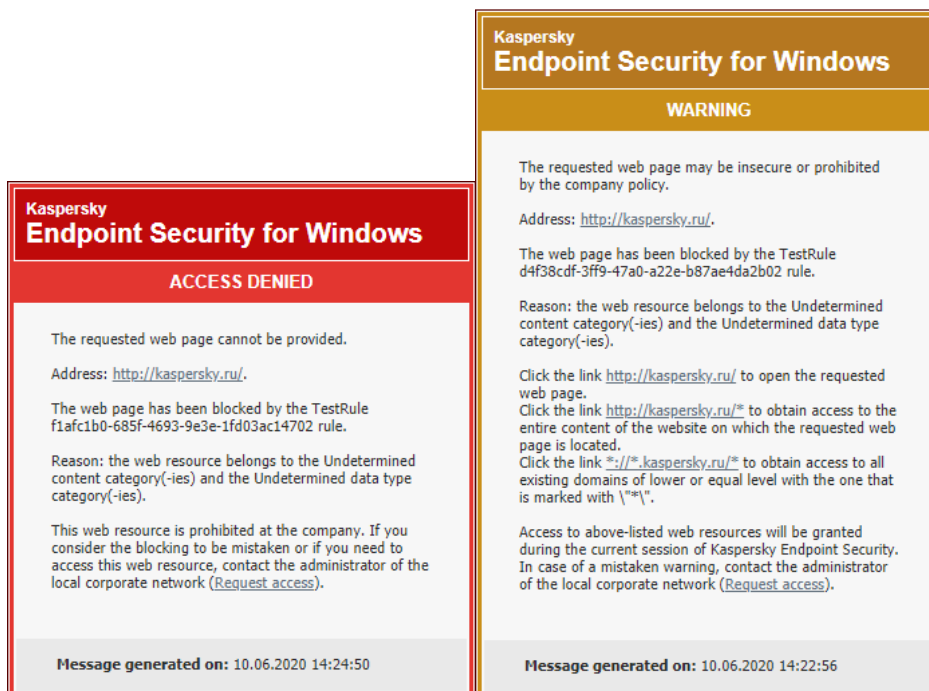 Kaspersky
Endpoint Security for Windows
ACCESS DENIED
The requested web page cannot be provided.
Address: http://kaspersky.ru/.
The web page has been blocked by the TestRule
f1afc1b0-685f-4693-9e3e-1fd03ac14702 rule.
Reason: the web resource belongs to the Undetermined
content category(-ies) and the Undetermined data type
category(-ies).
This web resource is prohibited at the company. If you
consider the blocking to be mistaken or if you need to
access this web resource, contact the administrator of the
local corporate network (Request access).
Message generated on: 10.06.2020 14:24:50
Kaspersky
Endpoint Security for Windows
WARNING
The requested web page may be insecure or prohibited
by the company policy.
Address: http://kaspersky.ru/.
The web page has been blocked by the TestRule
d4f38cdf-3ff9-47a0-a22e-b87ae4da2b02 rule.
Reason: the web resource belongs to the Undetermined
content category(-ies) and the Undetermined data type
category(-ies).
Click the link http://kaspersky.ru/ to open the requested
web page.
Click the link http://kaspersky.ru/* to obtain access to the
entire content of the website on which the requested web
page is located.
Click the link *://*.kaspersky.ru/* to obtain access to all
existing domains of lower or equal level with the one that
is marked with \"*\".
Access to above-listed web resources will be granted
during the current session of Kaspersky Endpoint Security.
In case of a mistaken warning, contact the administrator
of the local corporate network (Request access).
Message generated on: 10.06.2020 14:22:56